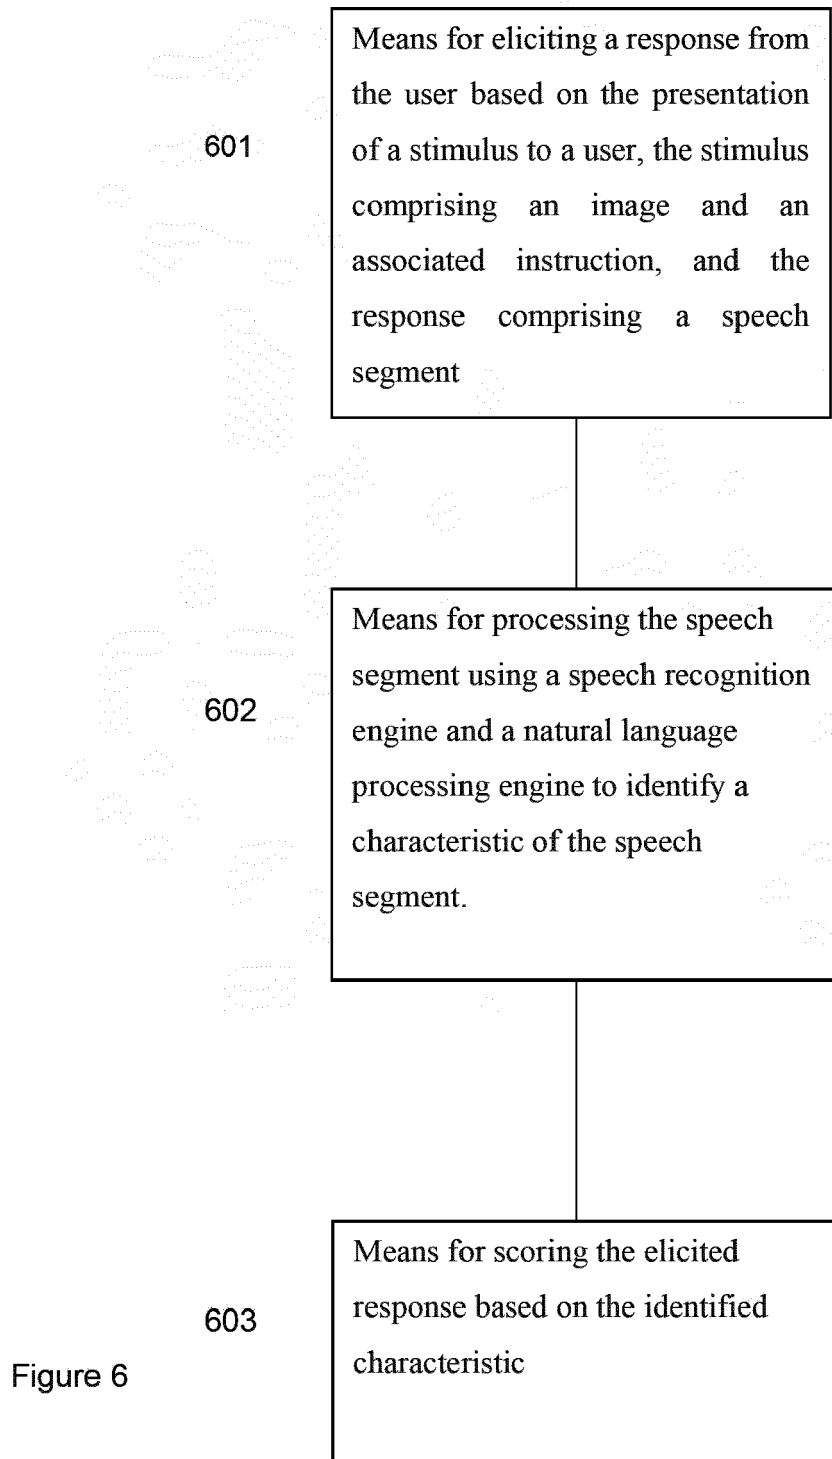 Means for eliciting a response from
the user based on the presentation
601
of a stimulus to a user, the stimulus
comprising an image and an
associated instruction, and the
response comprising a speech
segment
Means for processing the speech
segment using a speech recognition
602
engine and a natural language
processing engine to identify a
characteristic of the speech
segment.
Means for scoring the elicited
603
response based on the identified
characteristic
Figure 6